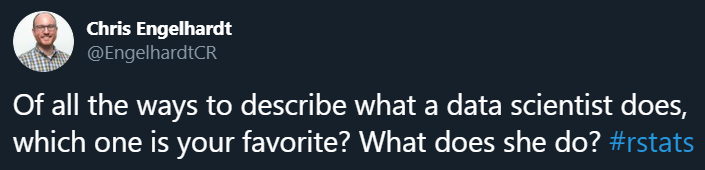 Chris Engelhardt
@EngelhardtCR
Of all the ways to describe what a data scientist does,
which one is your favorite? What does she do? #rstats